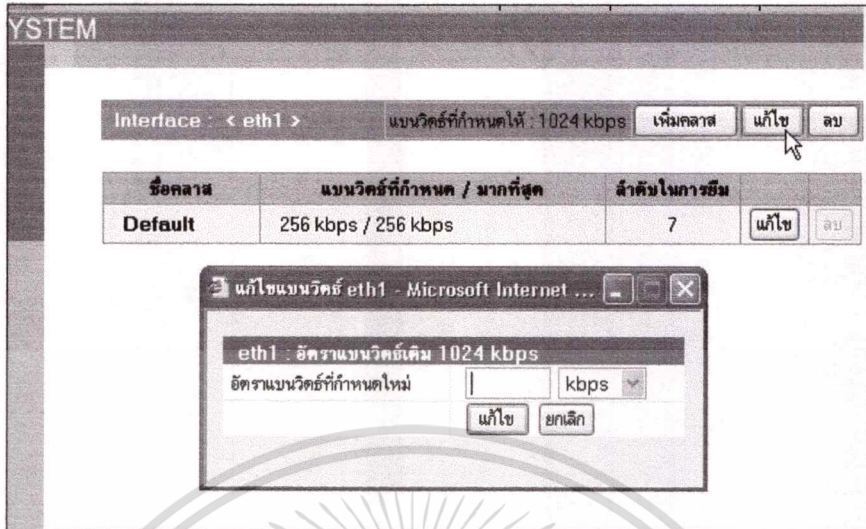 YSTEM
Interface : < eth1 > แบนวิดธ์ที่กำหนดให้ : 1024 kbps เพิ่มคลาส แก้ไข ลบ
ชื่อคลาส แบนวิดธ์ที่กำหนด / มากที่สุด ลำดับในการยืม
Default 256 kbps / 256 kbps 7 แก้ไข ลบ
แก้ไขแบนวิดธ์ eth1 - Microsoft Internet ...
eth1 : อัตราแบนวิดธ์เดิม 1024 kbps
อัตราแบนวิดธ์ที่กำหนดใหม่ kbps
แก้ไข ยกเลิก